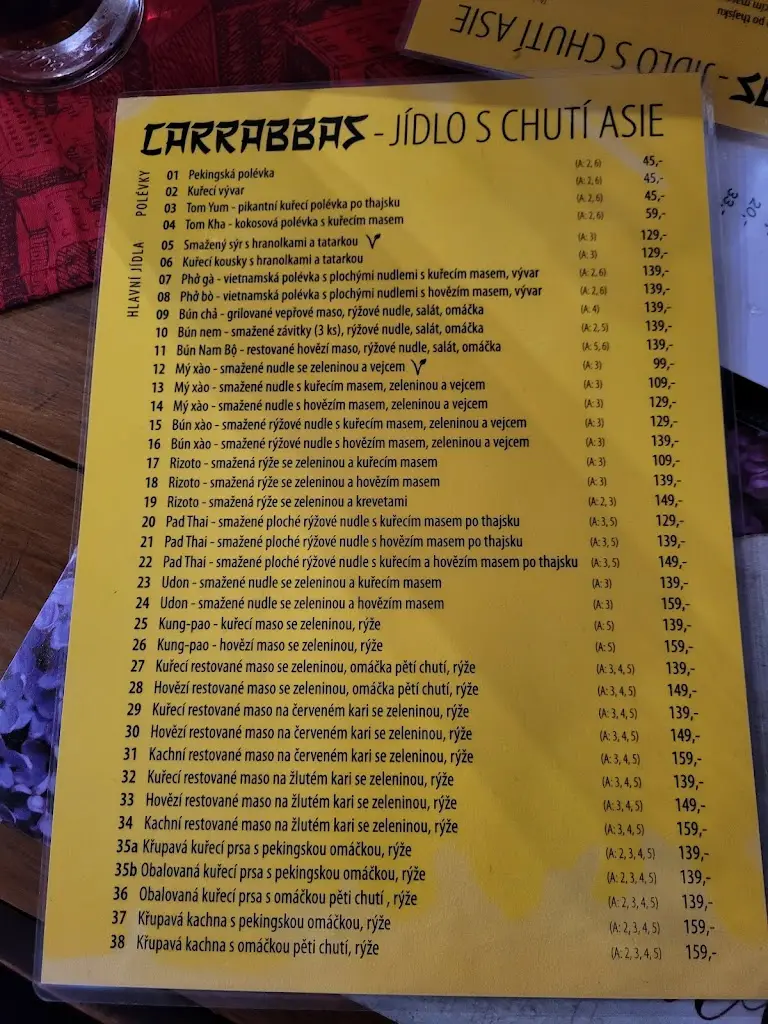 JÍDLO S CHUTÍ ASIE
po thajsku
20,-
33,-
CARRABBAS - JÍDLO S CHUTÍ ASIE
POLÉVKY
01 Pekingská polévka (A: 2, 6) 45,-
02 Kuřecí vývar (A: 2, 6) 45,-
03 Tom Yum - pikantní kuřecí polévka po thajsku (A: 2, 6) 45,-
04 Tom Kha - kokosová polévka s kuřecím masem (A: 2, 6) 59,-
HLAVNÍ JÍDLA
05 Smažený sýr s hranolkami a tatarkou (A: 3) 129,-
06 Kuřecí kousky s hranolkami a tatarkou (A: 3) 129,-
07 Phở gà - vietnamská polévka s plochými nudlemi s kuřecím masem, vývar (A: 2, 6) 139,-
08 Phở bò - vietnamská polévka s plochými nudlemi s hovězím masem, vývar (A: 2, 6) 139,-
09 Bún chả - grilované vepřové maso, rýžové nudle, salát, omáčka (A: 4) 139,-
10 Bún nem - smažené závitky (3 ks), rýžové nudle, salát, omáčka (A: 2, 5) 139,-
11 Bún Nam Bộ - restované hovězí maso, rýžové nudle, salát, omáčka (A: 5, 6) 139,-
12 Mý xào - smažené nudle se zeleninou a vejcem (A: 3) 99,-
13 Mý xào - smažené nudle s kuřecím masem, zeleninou a vejcem (A: 3) 109,-
14 Mý xào - smažené nudle s hovězím masem, zeleninou a vejcem (A: 3) 129,-
15 Bún xào - smažené rýžové nudle s kuřecím masem, zeleninou a vejcem (A: 3) 129,-
16 Bún xào - smažené rýžové nudle s hovězím masem, zeleninou a vejcem (A: 3) 139,-
17 Rizoto - smažená rýže se zeleninou a kuřecím masem (A: 3) 109,-
18 Rizoto - smažená rýže se zeleninou a hovězím masem (A: 3) 139,-
19 Rizoto - smažená rýže se zeleninou a krevetami (A: 2, 3) 149,-
20 Pad Thai - smažené ploché rýžové nudle s kuřecím masem po thajsku (A: 3, 5) 129,-
21 Pad Thai - smažené ploché rýžové nudle s hovězím masem po thajsku (A: 3, 5) 139,-
22 Pad Thai - smažené ploché rýžové nudle s kuřecím a hovězím masem po thajsku (A: 3, 5) 149,-
23 Udon - smažené nudle se zeleninou a kuřecím masem (A: 3) 139,-
24 Udon - smažené nudle se zeleninou a hovězím masem (A: 3) 159,-
25 Kung-pao - kuřecí maso se zeleninou, rýže (A: 5) 139,-
26 Kung-pao - hovězí maso se zeleninou, rýže (A: 5) 159,-
27 Kuřecí restované maso se zeleninou, omáčka pětí chutí, rýže (A: 3, 4, 5) 139,-
28 Hovězí restované maso se zeleninou, omáčka pětí chutí, rýže (A: 3, 4, 5) 149,-
29 Kuřecí restované maso na červeném kari se zeleninou, rýže (A: 3, 4, 5) 139,-
30 Hovězí restované maso na červeném kari se zeleninou, rýže (A: 3, 4, 5) 149,-
31 Kachní restované maso na červeném kari se zeleninou, rýže (A: 3, 4, 5) 159,-
32 Kuřecí restované maso na žlutém kari se zeleninou, rýže (A: 3, 4, 5) 139,-
33 Hovězí restované maso na žlutém kari se zeleninou, rýže (A: 3, 4, 5) 149,-
34 Kachní restované maso na žlutém kari se zeleninou, rýže (A: 3, 4, 5) 159,-
35a Křupavá kuřecí prsa s pekingskou omáčkou, rýže (A: 2, 3, 4, 5) 139,-
35b Obalovaná kuřecí prsa s pekingskou omáčkou, rýže (A: 2, 3, 4, 5) 139,-
36 Obalovaná kuřecí prsa s omáčkou pěti chutí , rýže (A: 2, 3, 4, 5) 139,-
37 Křupavá kachna s pekingskou omáčkou, rýže (A: 2, 3, 4, 5) 159,-
38 Křupavá kachna s omáčkou pěti chutí, rýže (A: 2, 3, 4, 5) 159,-